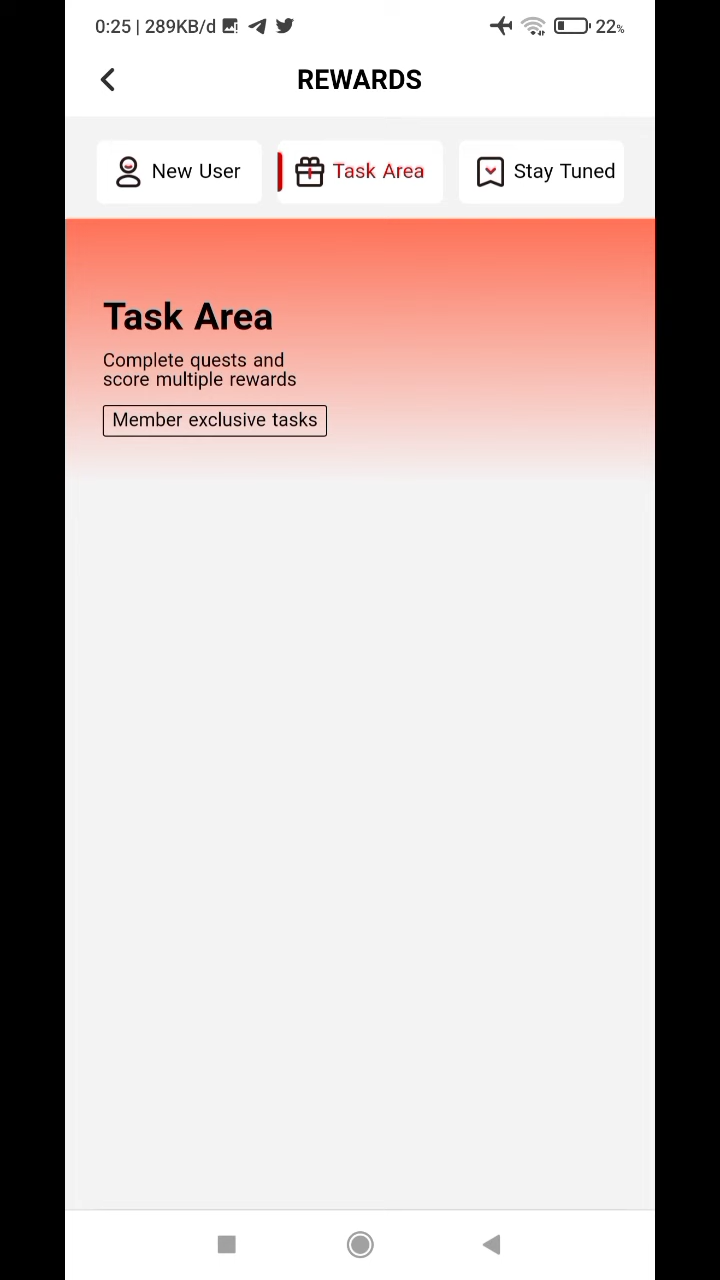 0:25 | 289KB/d 22%
REWARDS
New User Task Area Stay Tuned
Task Area
Complete quests and
score multiple rewards
Member exclusive tasks